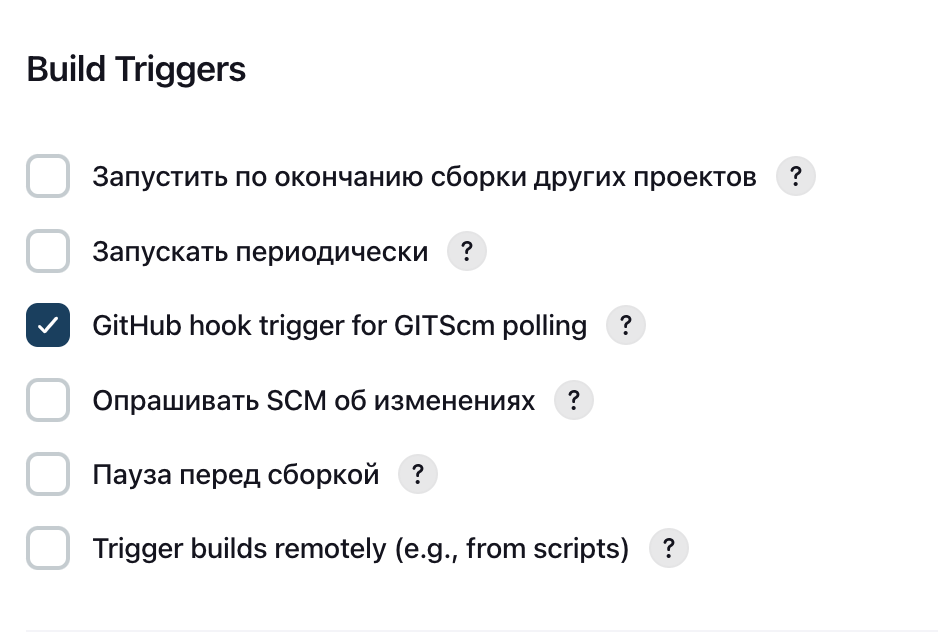 Build Triggers
Запустить по окончанию сборки других проектов ?
Запускать периодически ?
GitHub hook trigger for GITScm polling ?
Опрашивать SCM об изменениях ?
Пауза перед сборкой ?
Trigger builds remotely (e.g., from scripts) ?